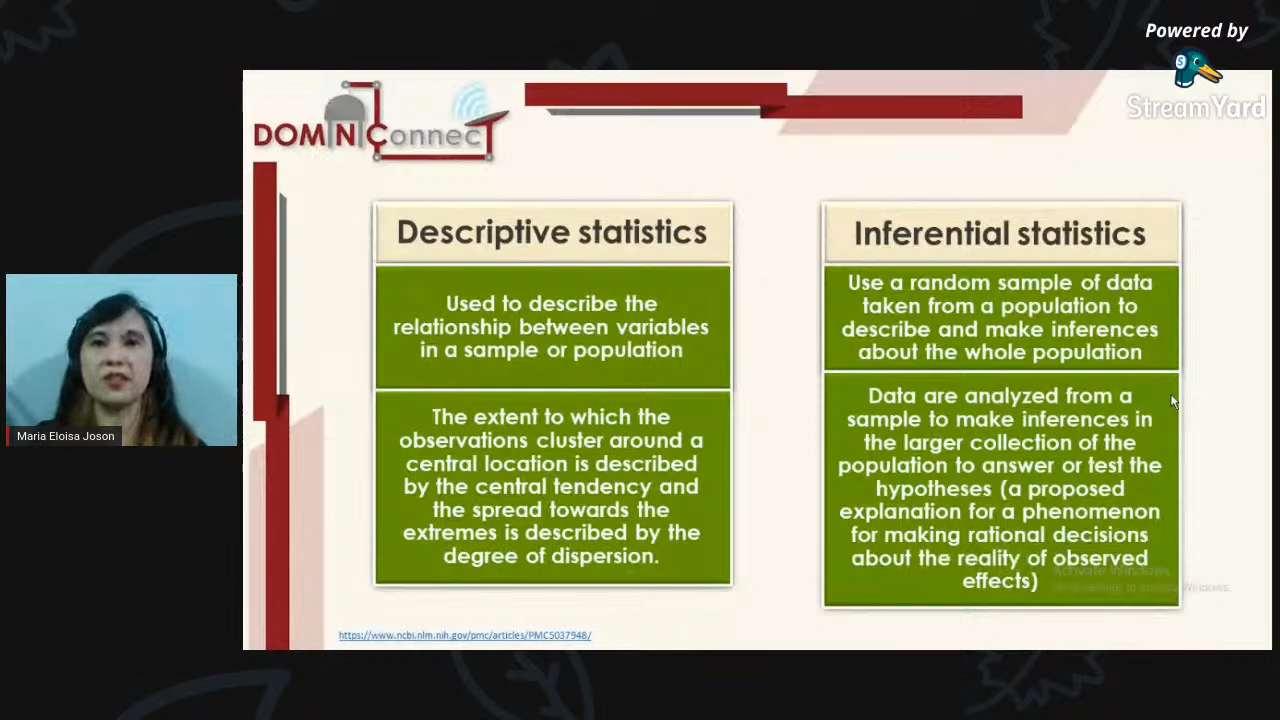 Powered by
StreamYard
DOMINICONNECT
Descriptive statistics
Used to describe the
relationship between variables
in a sample or population
The extent to which the
observations cluster around a
central location is described
by the central tendency and
the spread towards the
extremes is described by the
degree of dispersion.
Inferential statistics
Use a random sample of data
taken from a population to
describe and make inferences
about the whole population
Data are analyzed from a
sample to make inferences in
the larger collection of the
population to answer or test the
hypotheses (a proposed
explanation for a phenomenon
for making rational decisions
about the reality of observed
effects)
Activate Windows
https://www.ncbi.nlm.nih.gov/pmc/articles/PMC5037948/
Maria Eloisa Joson